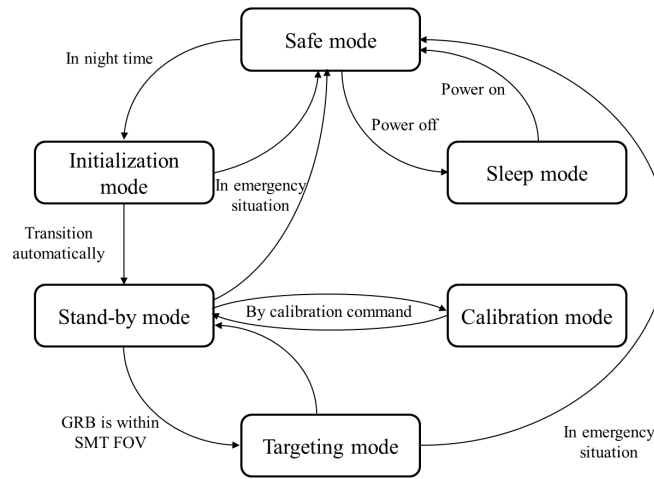 Safe mode
In night time
Power on
Power off
Initialization
mode
Sleep mode
In emergency
situation
Transition
automatically
Stand-by mode
By calibration command
Calibration mode
GRB is within
SMT FOV
Targeting mode
In emergency
situation